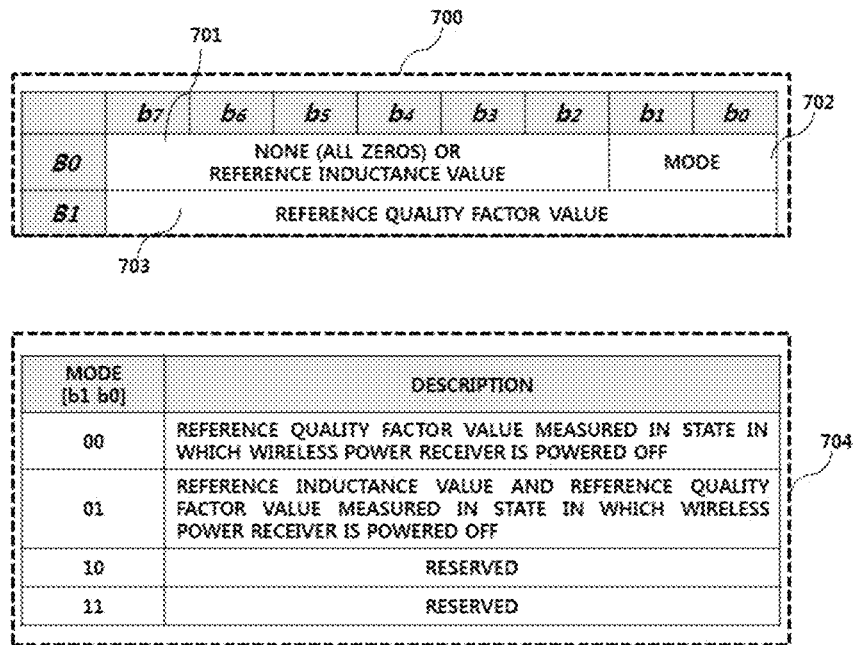 700
701
b7 b6 b5 b4 b3 b2 b1 b0
702
B0 NONE (ALL ZEROS) OR REFERENCE INDUCTANCE VALUE MODE
B1 REFERENCE QUALITY FACTOR VALUE
703
MODE [b1 b0] DESCRIPTION
00 REFERENCE QUALITY FACTOR VALUE MEASURED IN STATE IN
WHICH WIRELESS POWER RECEIVER IS POWERED OFF
704
01 REFERENCE INDUCTANCE VALUE AND REFERENCE QUALITY
FACTOR VALUE MEASURED IN STATE IN WHICH WIRELESS
POWER RECEIVER IS POWERED OFF
10 RESERVED
11 RESERVED